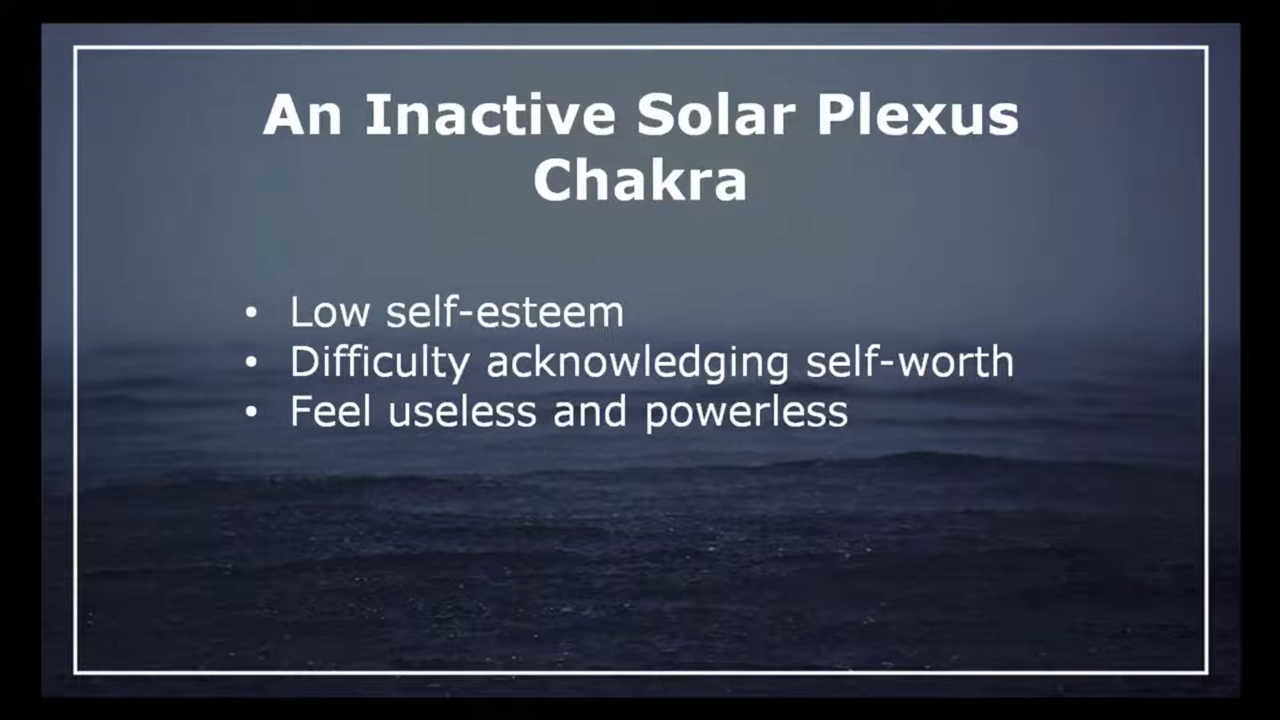 An Inactive Solar Plexus
Chakra
• Low self-esteem
• Difficulty acknowledging self-worth
• Feel useless and powerless